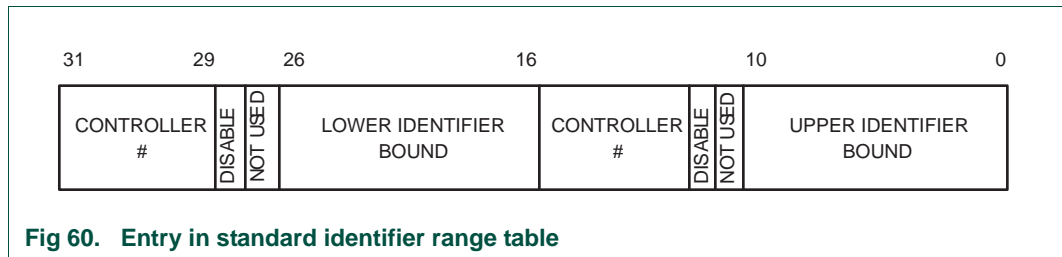 31 29 26 16 10 0
CONTROLLER
#
DISABLE
NOT USED
LOWER IDENTIFIER
BOUND
CONTROLLER
#
DISABLE
NOT USED
UPPER IDENTIFIER
BOUND
Fig 60. Entry in standard identifier range table